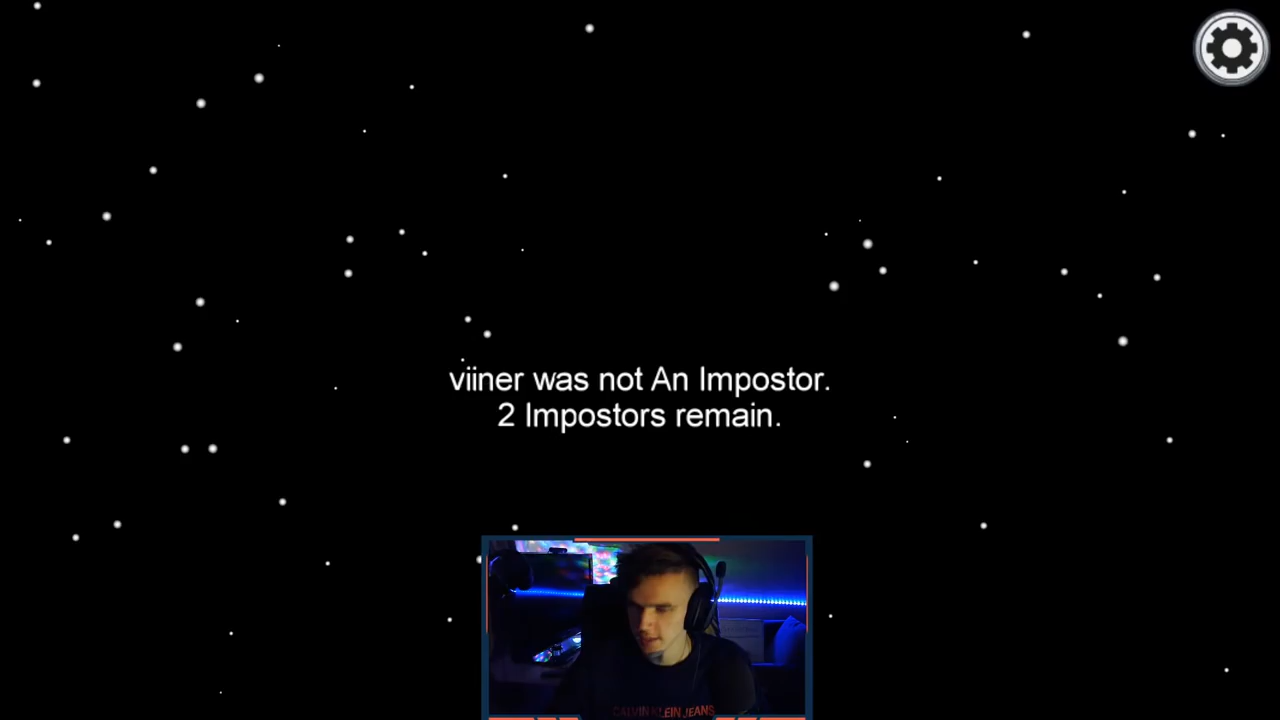 viiner was not An Impostor.
2 Impostors remain.
CALVIN KLEIN JEANS